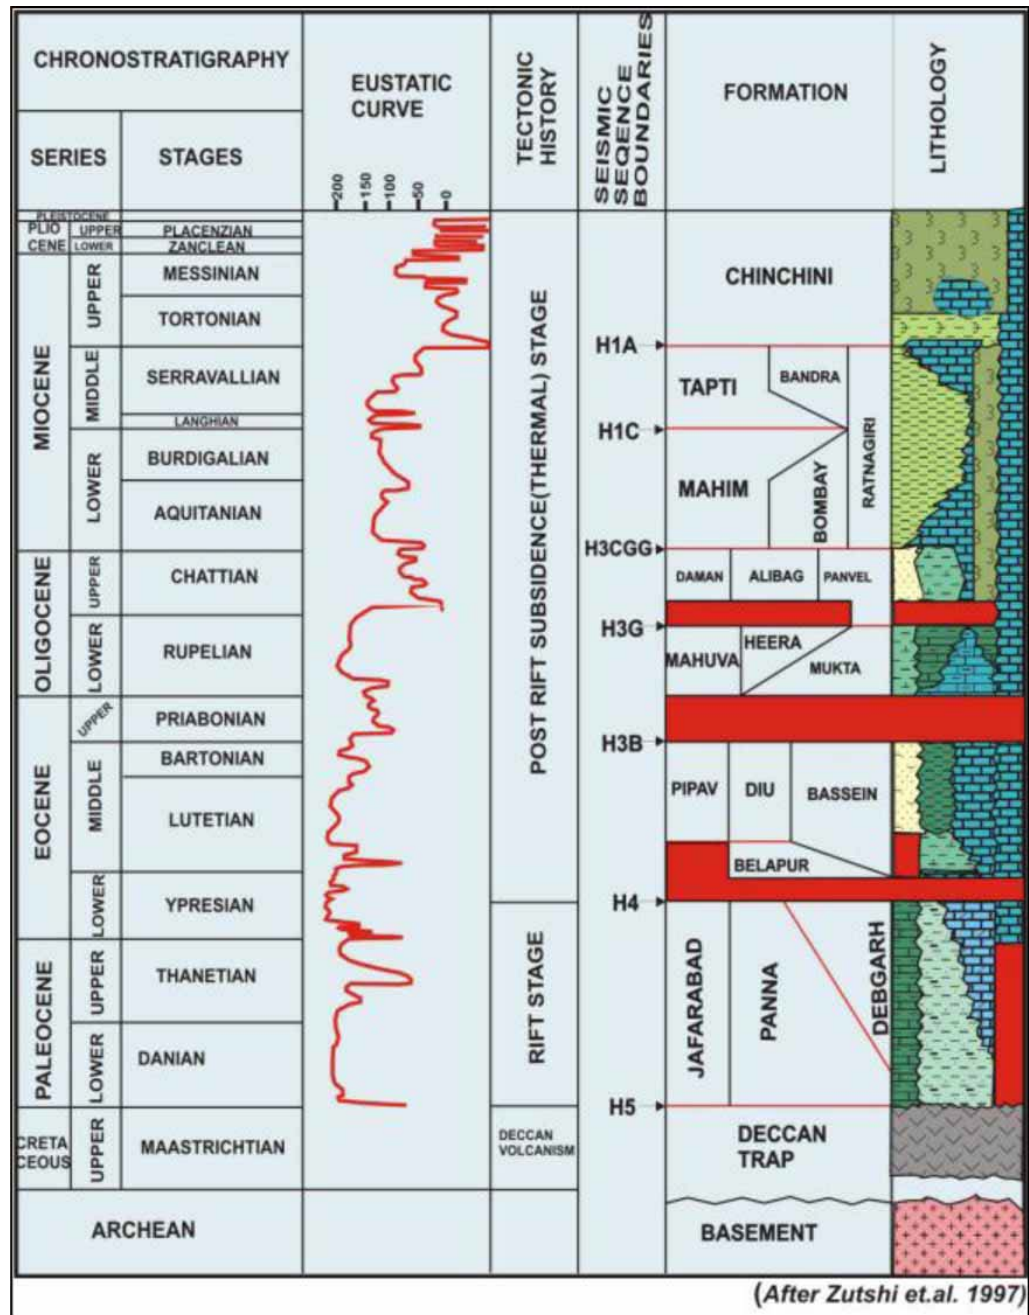 CHRONOSTRATIGRAPHY
SERIES
STAGES
EUSTATIC
CURVE
-200
-150
-100
-50
-0
TECTONIC
HISTORY
SEISMIC
SEQENCE
BOUNDARIES
FORMATION
LITHOLOGY
PLEISTOCENE
PLIO
CENE
UPPER
PLACENZIAN
LOWER
ZANCLEAN
MIOCENE
UPPER
MESSINIAN
TORTONIAN
MIDDLE
SERRAVALLIAN
LANGHIAN
LOWER
BURDIGALIAN
AQUITANIAN
OLIGOCENE
UPPER
CHATTIAN
LOWER
RUPELIAN
EOCENE
UPPER
PRIABONIAN
MIDDLE
BARTONIAN
LUTETIAN
LOWER
YPRESIAN
PALEOCENE
UPPER
THANETIAN
LOWER
DANIAN
CRETA
CEOUS
UPPER
MAASTRICHTIAN
ARCHEAN
POST RIFT SUBSIDENCE(THERMAL) STAGE
RIFT STAGE
DECCAN
VOLCANISM
H1A
H1C
H3CGG
H3G
H3B
H4
H5
CHINCHINI
TAPTI
BANDRA
MAHIM
BOMBAY
RATNAGIRI
DAMAN
ALIBAG
PANVEL
MAHUVA
HEERA
MUKTA
PIPAV
DIU
BASSEIN
BELAPUR
JAFARABAD
PANNA
DEBGARH
DECCAN
TRAP
BASEMENT
(After Zutshi et.al. 1997)